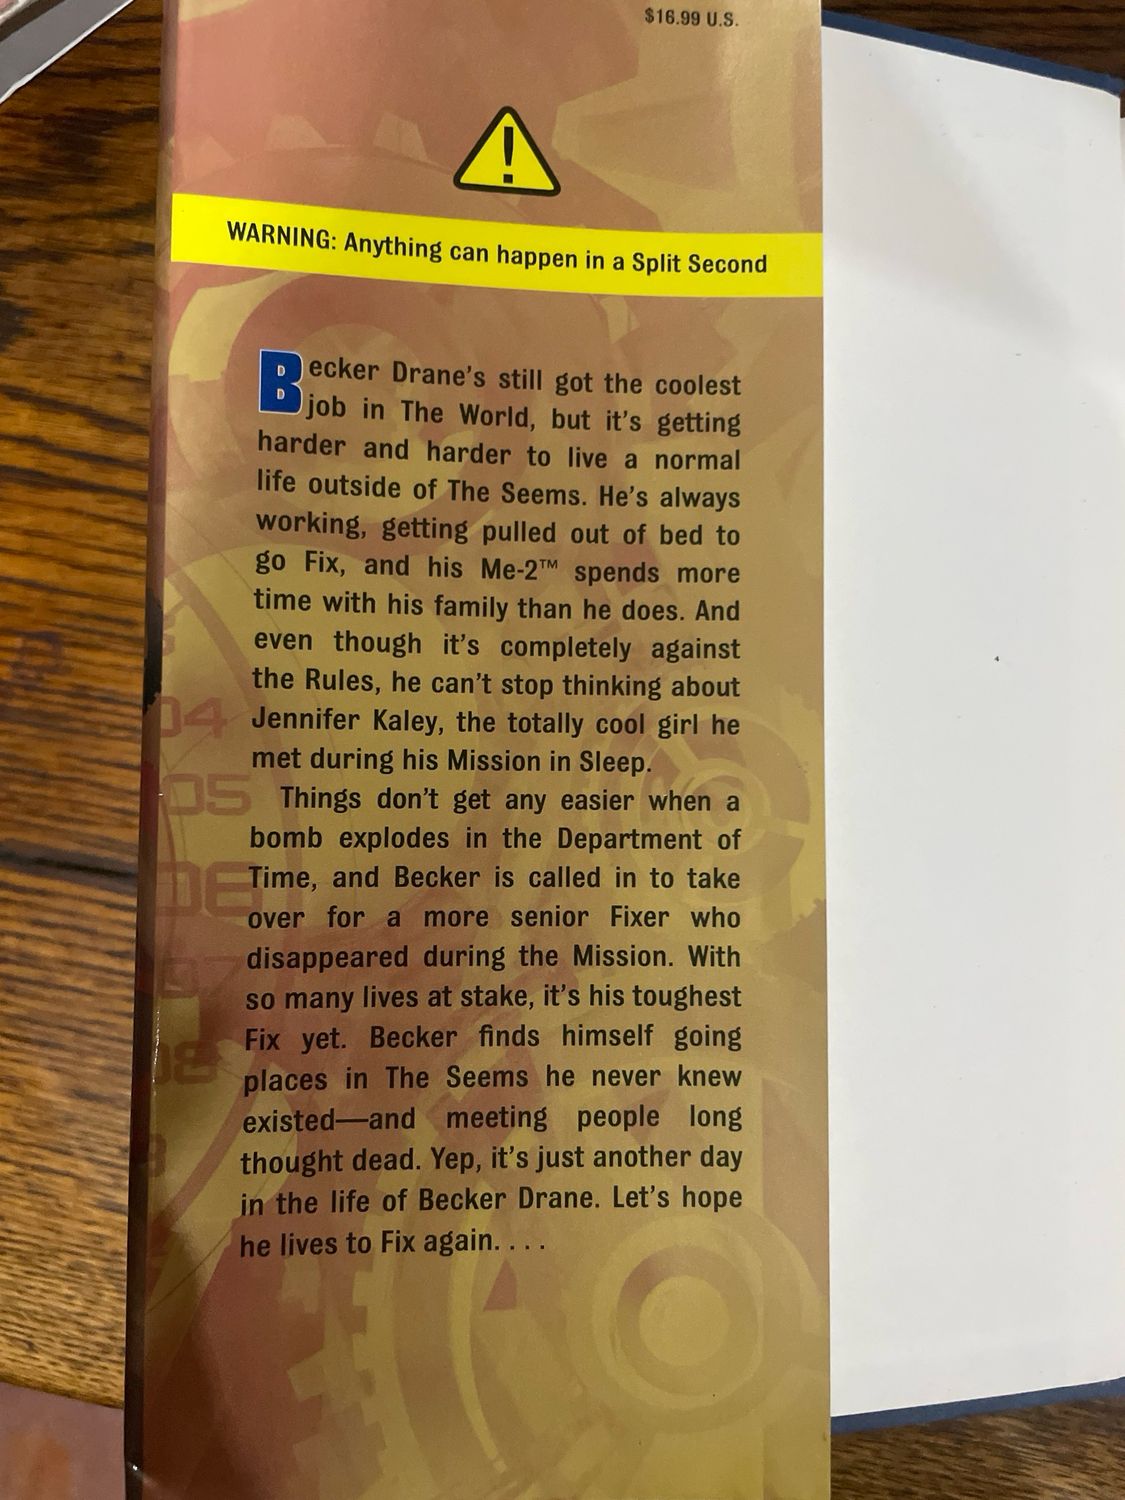 $16.99 U.S.
!
WARNING: Anything can happen in a Split Second
Becker Drane's still got the coolest
job in The World, but it's getting
harder and harder to live a normal
life outside of The Seems. He's always
working, getting pulled out of bed to
go Fix, and his Me-2™ spends more
time with his family than he does. And
even though it's completely against
the Rules, he can't stop thinking about
Jennifer Kaley, the totally cool girl he
met during his Mission in Sleep.
Things don't get any easier when a
bomb explodes in the Department of
Time, and Becker is called in to take
over for a more senior Fixer who
disappeared during the Mission. With
so many lives at stake, it's his toughest
Fix yet. Becker finds himself going
places in The Seems he never knew
existed—and meeting people long
thought dead. Yep, it's just another day
in the life of Becker Drane. Let's hope
he lives to Fix again. . . .
04
05
06
07
08